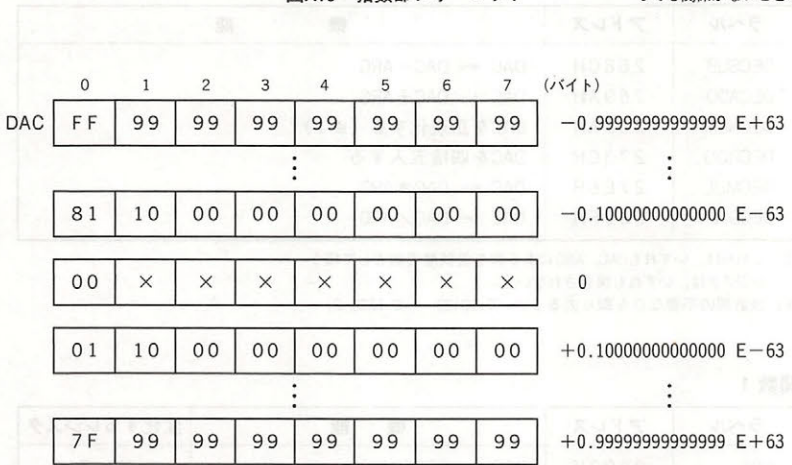 0 1 2 3 4 5 6 7 (バイト)
DAC FF 99 99 99 99 99 99 99 −0.99999999999999 E+63
⋮ ⋮
81 10 00 00 00 00 00 00 −0.10000000000000 E−63
00 × × × × × × × 0
01 10 00 00 00 00 00 00 +0.10000000000000 E−63
⋮ ⋮
7F 99 99 99 99 99 99 99 +0.99999999999999 E+63